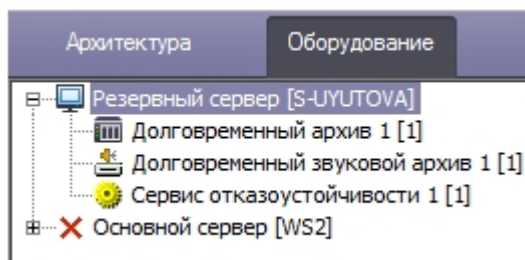 Архитектура Оборудование
Резервный сервер [S-UYUTOVA]
Долговременный архив 1 [1]
Долговременный звуковой архив 1 [1]
Сервис отказоустойчивости 1 [1]
Основной сервер [WS2]